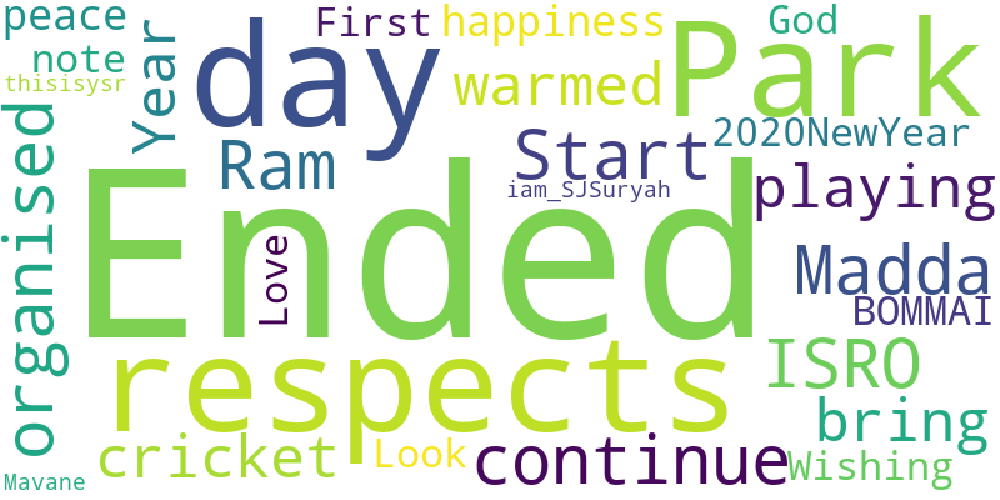 peace
First
happiness
God
note
Year
day
Park
thisisysr
warmed
organised
Ram
Start
2020NewYear
iam_SJSuryah
playing
Ended
Love
Madda
BOMMAI
respects
ISRO
bring
cricket
Look
continue
Wishing
Mavane